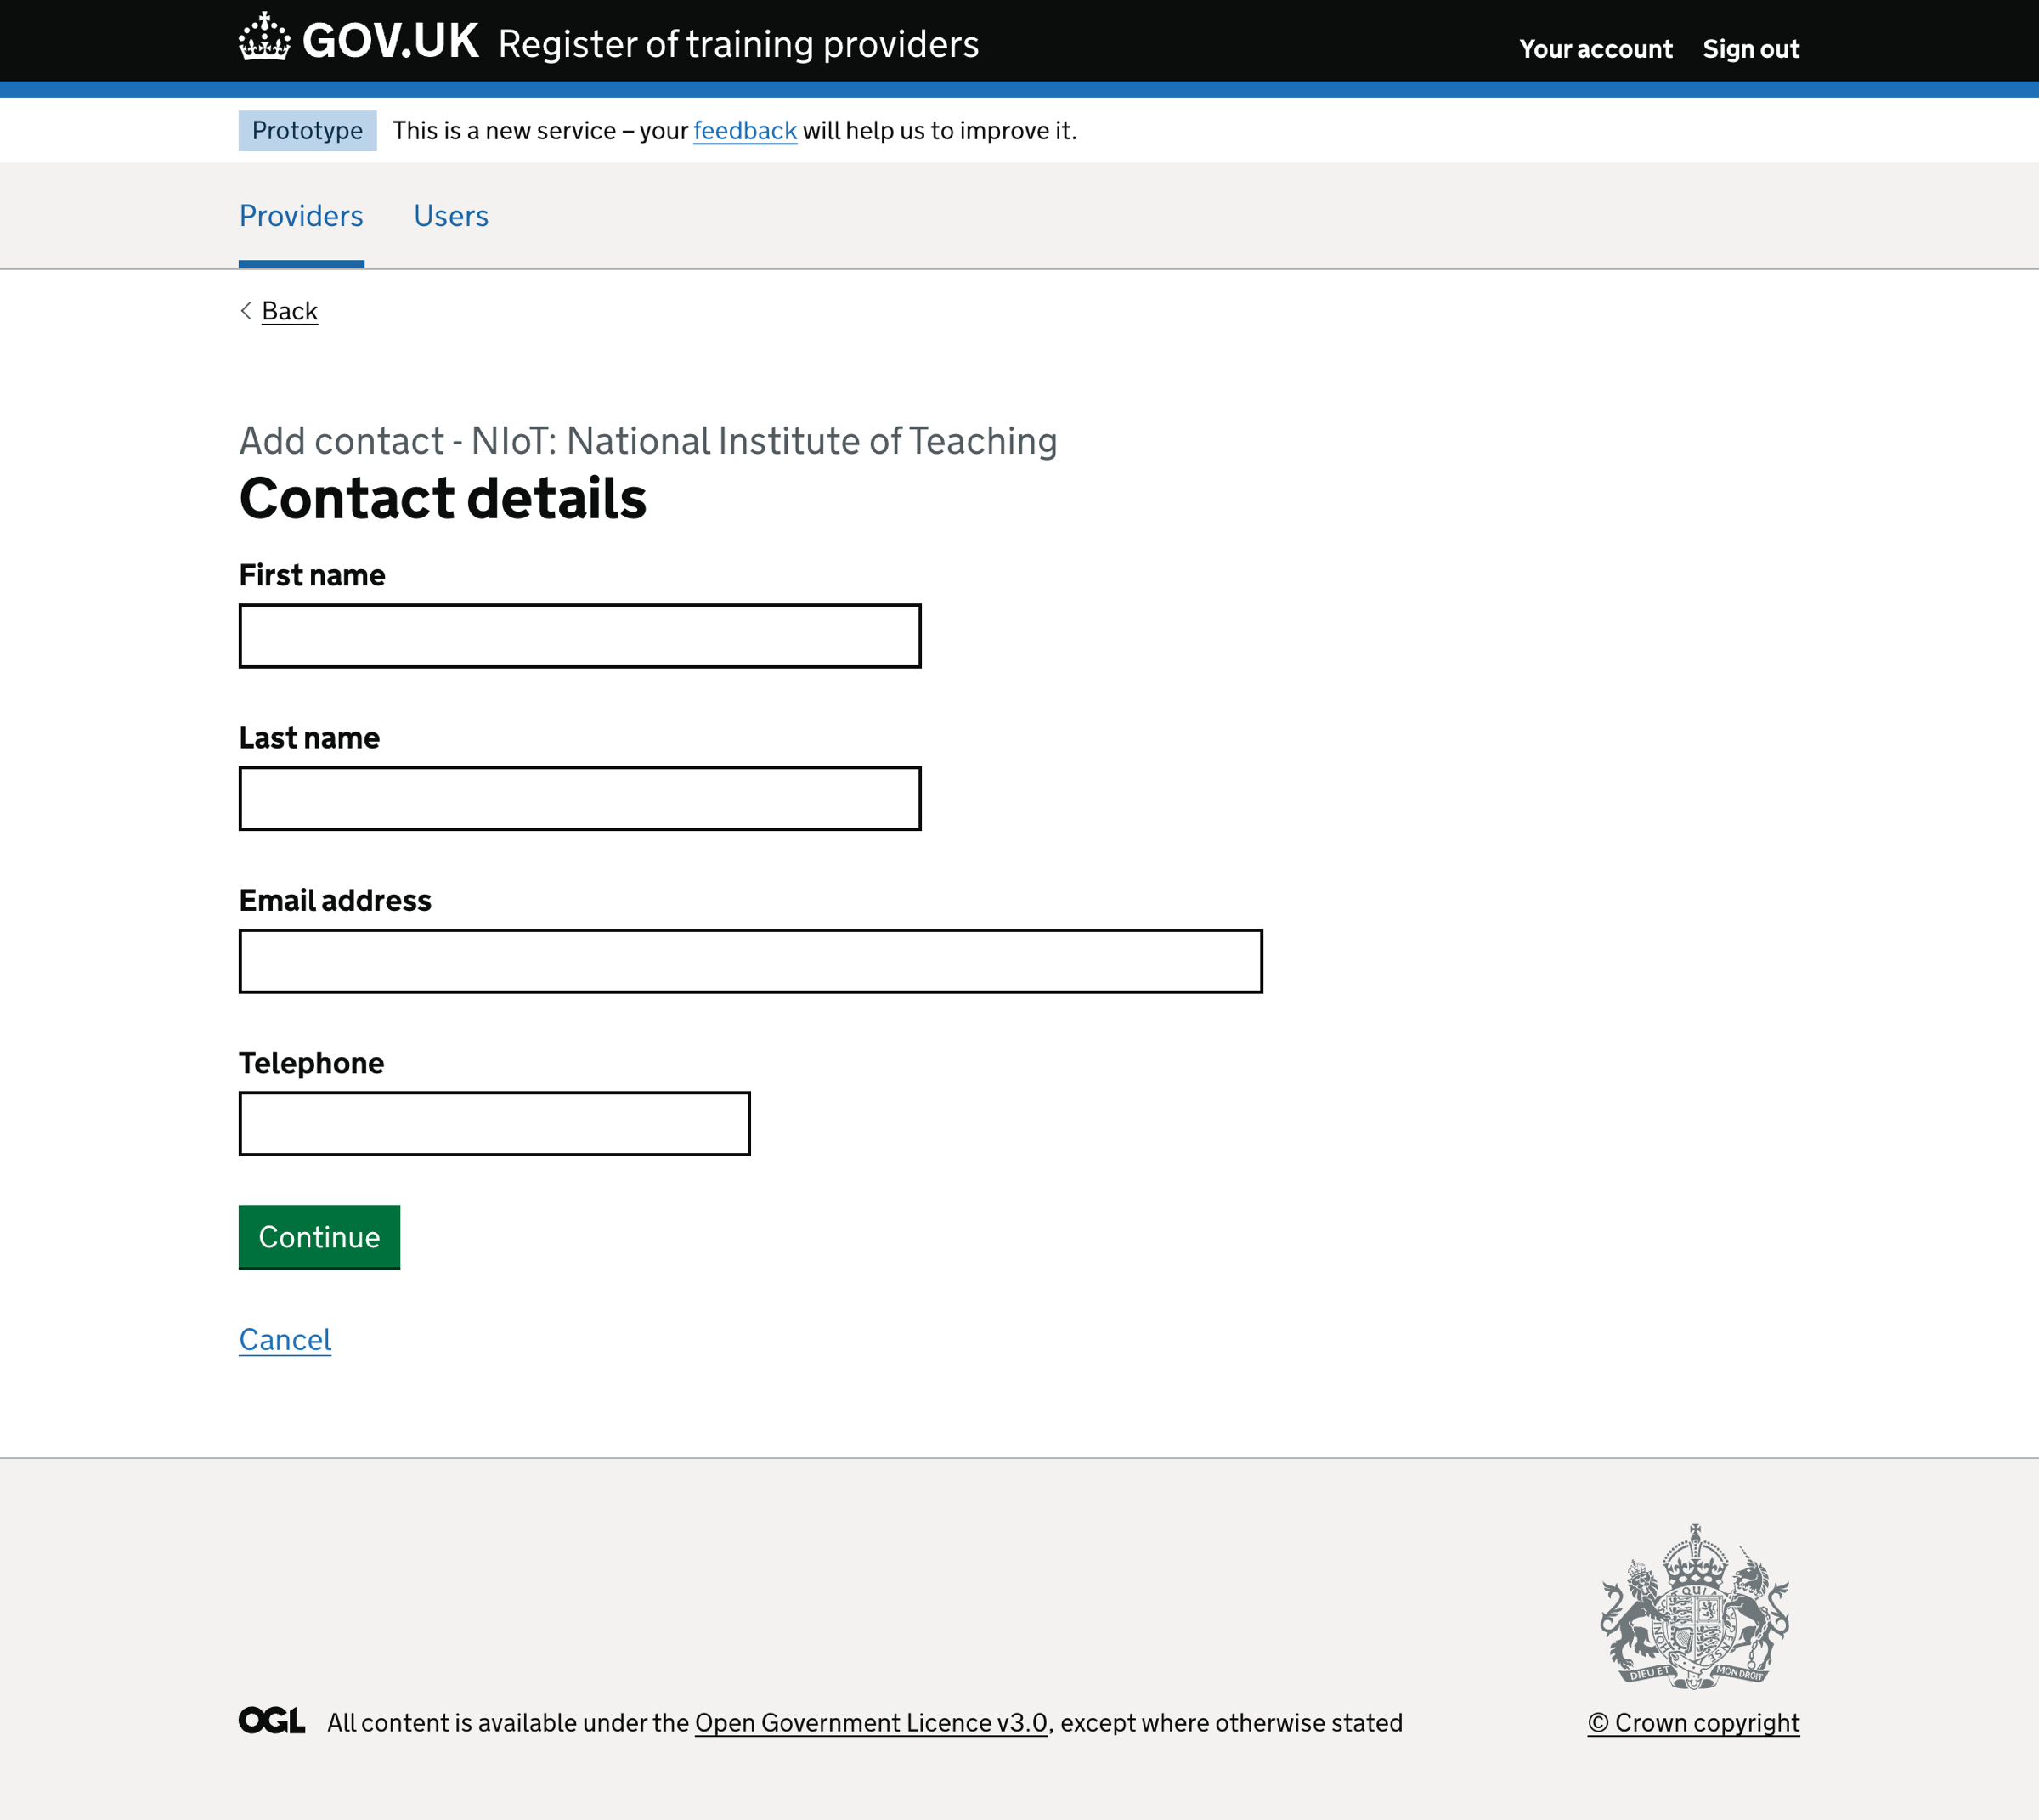 GOV.UK Register of training providers
Your account Sign out
Prototype This is a new service – your feedback will help us to improve it.
Providers Users
Back
Add contact - NIoT: National Institute of Teaching
Contact details
First name
Last name
Email address
Telephone
Continue
Cancel
DIEU ET MON DROIT
OGL All content is available under the Open Government Licence v3.0, except where otherwise stated
© Crown copyright